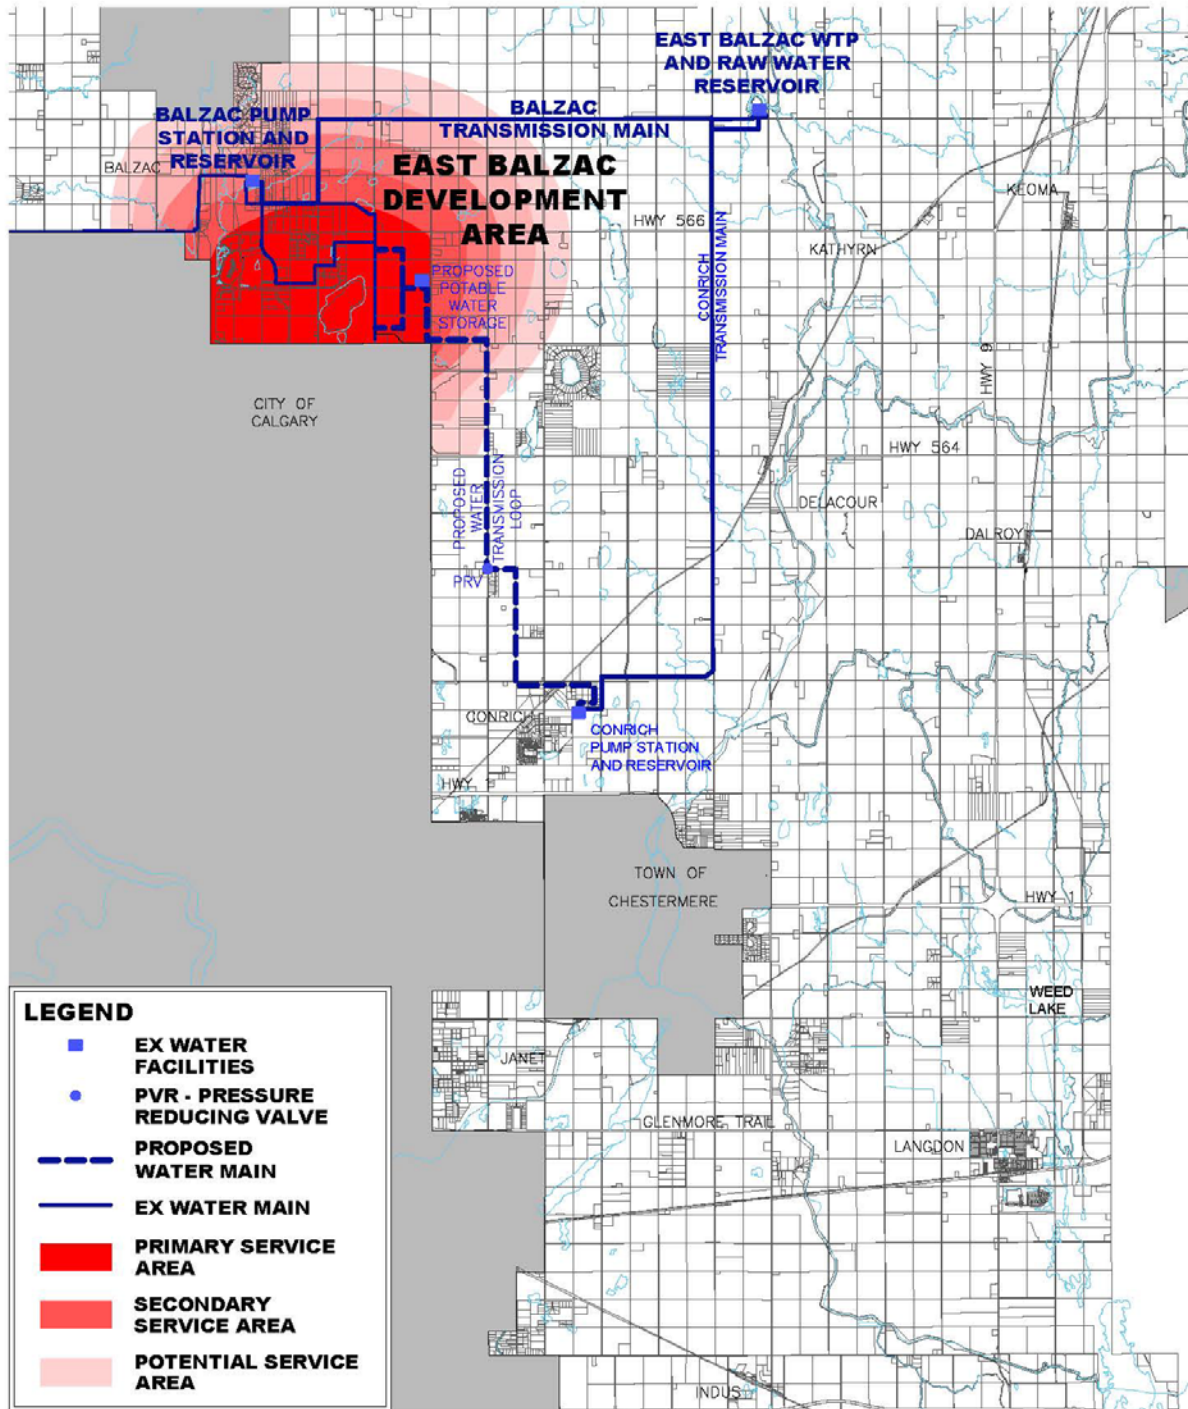 EAST BALZAC WTP
AND RAW WATER
RESERVOIR
BALZAC
TRANSMISSION MAIN
BALZAC PUMP
STATION AND
RESERVOIR
BALZAC
EAST BALZAC
DEVELOPMENT
AREA
KEOMA
HWY 566
KATHYRN
PROPOSED
POTABLE
WATER
STORAGE
CONRICH
TRANSMISSION MAIN
HWY 9
CITY OF
CALGARY
HWY 564
PROPOSED
WATER
TRANSMISSION
LOOP
DELACOUR
DALROY
PRV
CONRICH
CONRICH
PUMP STATION
AND RESERVOIR
HWY 1
TOWN OF
CHESTERMERE
HWY 1
WEED
LAKE
JANET
GLENMORE TRAIL
LANGDON
INDUS
LEGEND
EX WATER
FACILITIES
PVR - PRESSURE
REDUCING VALVE
PROPOSED
WATER MAIN
EX WATER MAIN
PRIMARY SERVICE
AREA
SECONDARY
SERVICE AREA
POTENTIAL SERVICE
AREA